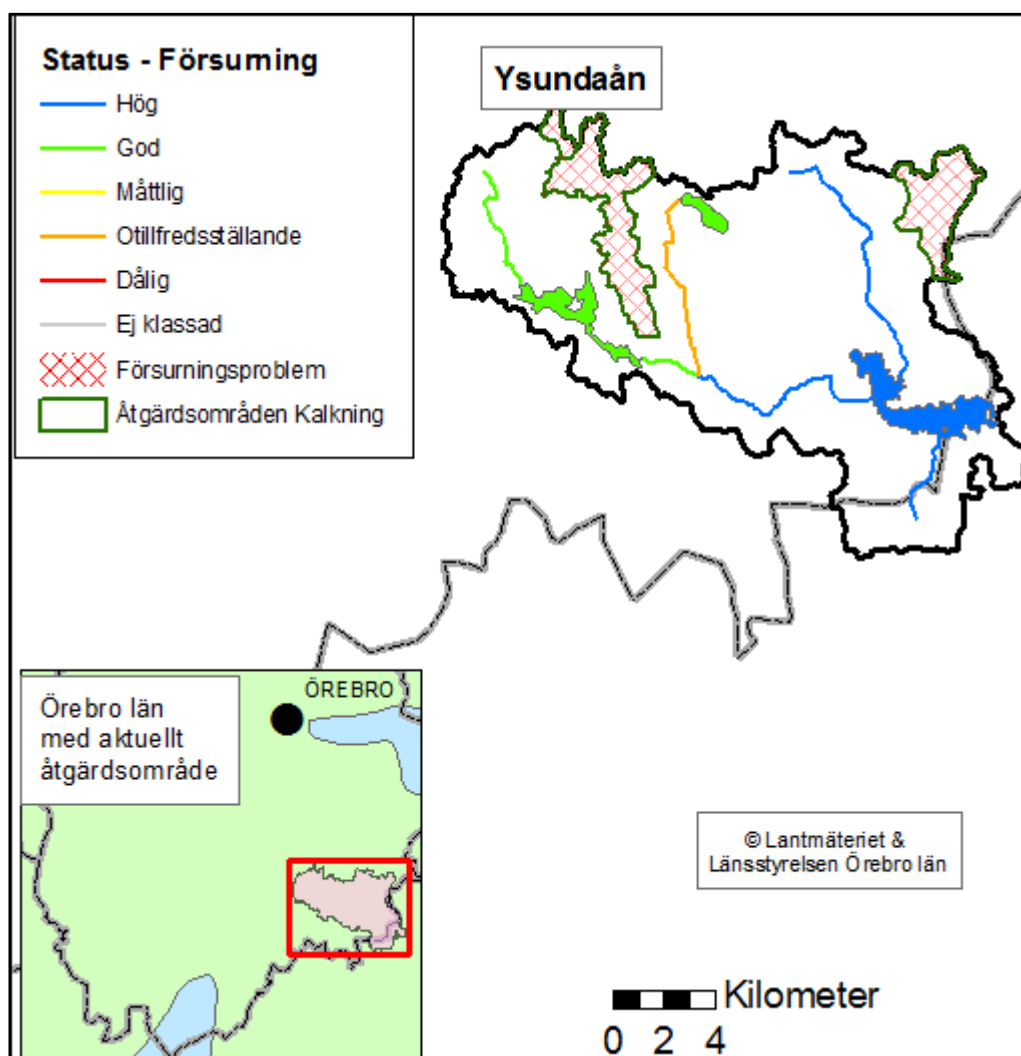 Status - Försurning
Hög
God
Måttlig
Otillfredsställande
Dålig
Ej klassad
Försurningsproblem
Åtgärdsområden Kalkning
Ysundaån
ÖREBRO
Örebro län
med aktuellt
åtgärdsområde
© Lantmäteriet &
Länsstyrelsen Örebro län
Kilometer
0 2 4